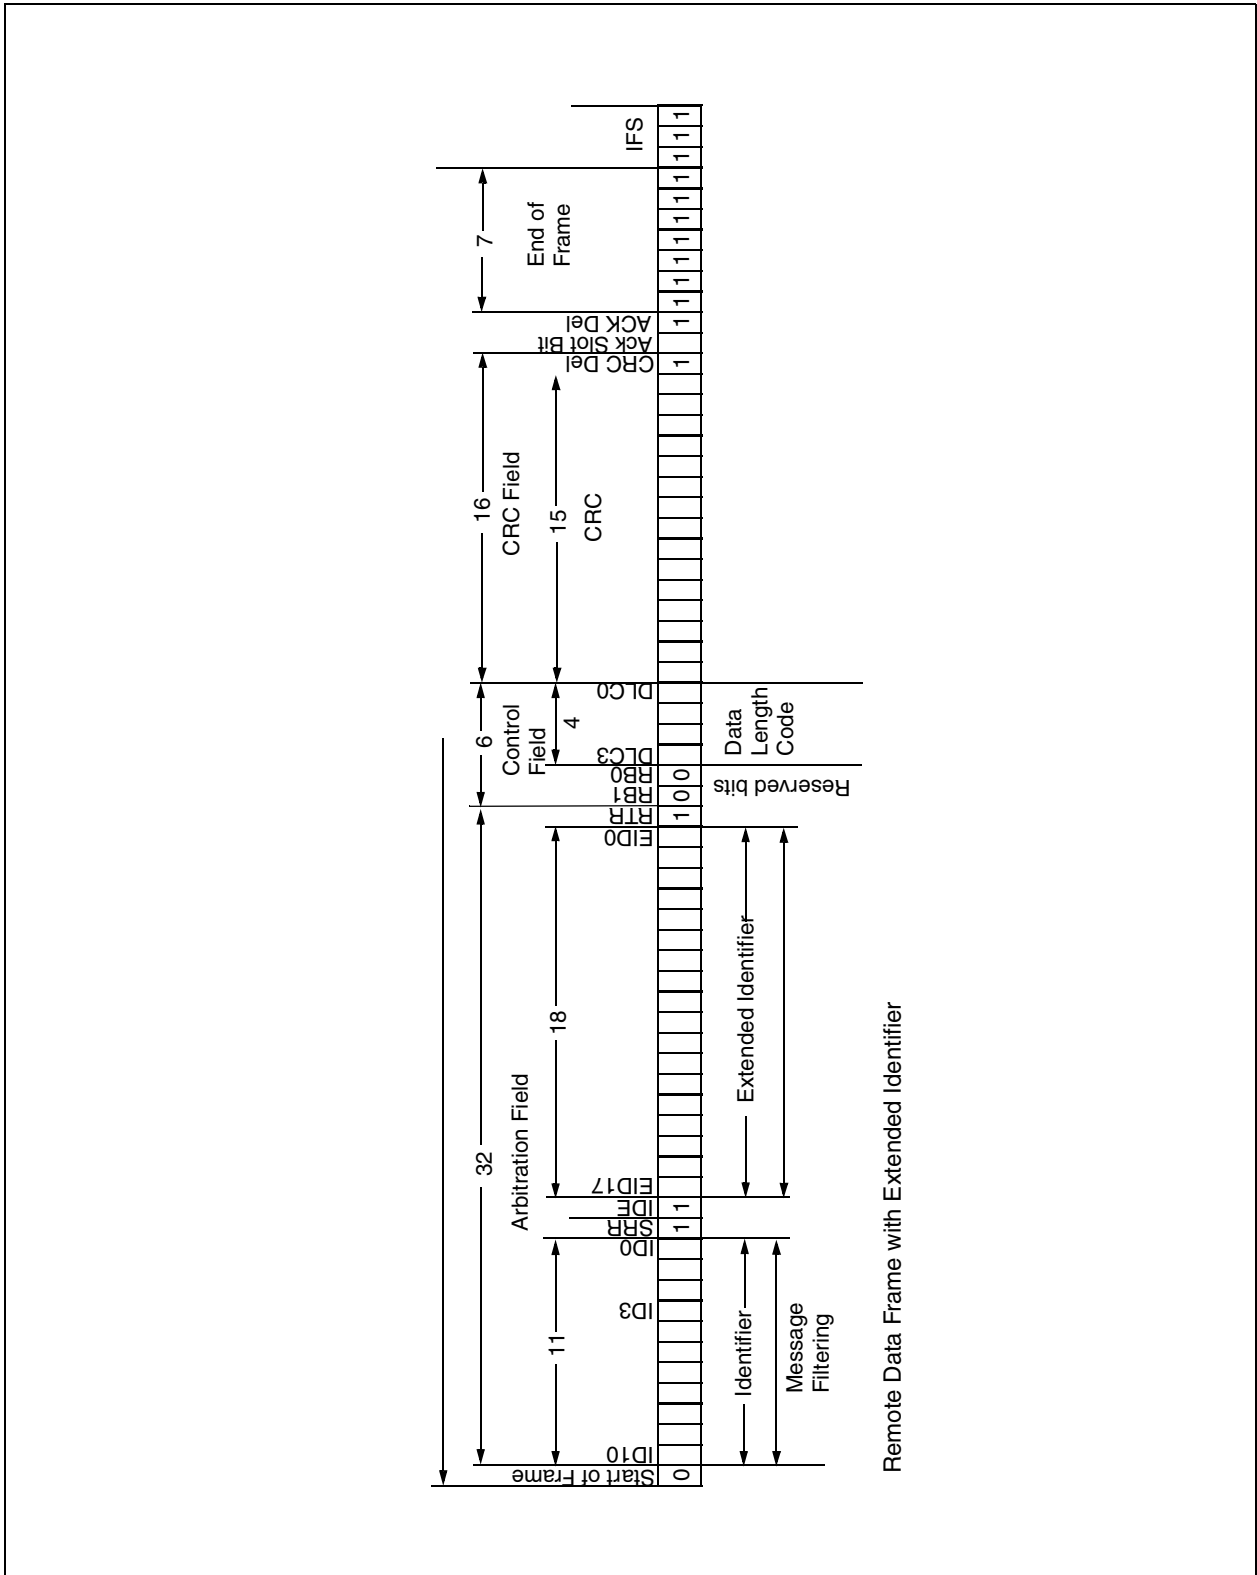 IFS
7
End of
Frame
ACK Del
Ack Slot Bit
CRC Del
16
CRC Field
15
CRC
6
Control
Field
4
DLC0
DLC3
RB0
RB1
RTR
Data
Length
Code
Reserved bits
32
Arbitration Field
18
EID0
EID17
IDE
SRR
Extended Identifier
11
ID0
ID3
ID10
Start of Frame
Identifier
Message
Filtering
0
1 1
1 0 0
1
1 1 1 1 1 1 1 1 1 1 1
Remote Data Frame with Extended Identifier